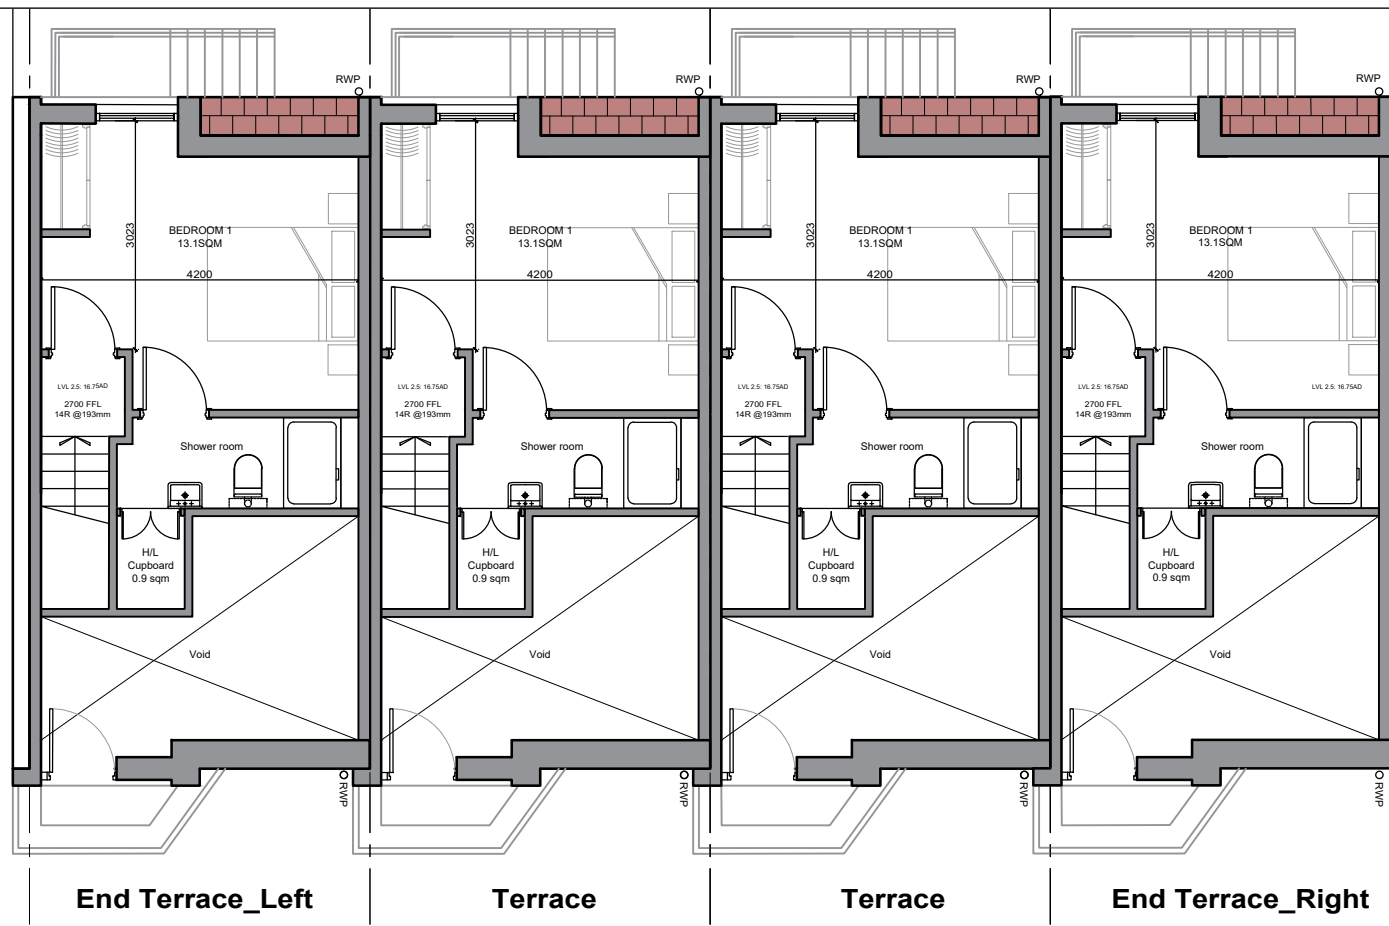 RWP
RWP
RWP
RWP
BEDROOM 1
13.1SQM
3023
4200
BEDROOM 1
13.1SQM
3023
4200
BEDROOM 1
13.1SQM
3023
4200
BEDROOM 1
13.1SQM
3023
4200
LVL 2.5: 16.75AD
2700 FFL
14R @193mm
LVL 2.5: 16.75AD
2700 FFL
14R @193mm
LVL 2.5: 16.75AD
2700 FFL
14R @193mm
LVL 2.5: 16.75AD
2700 FFL
14R @193mm
LVL 2.5: 16.75AD
Shower room
Shower room
Shower room
Shower room
H/L
Cupboard
0.9 sqm
H/L
Cupboard
0.9 sqm
H/L
Cupboard
0.9 sqm
H/L
Cupboard
0.9 sqm
Void
Void
Void
Void
RWP
RWP
RWP
RWP
End Terrace_Left
Terrace
Terrace
End Terrace_Right